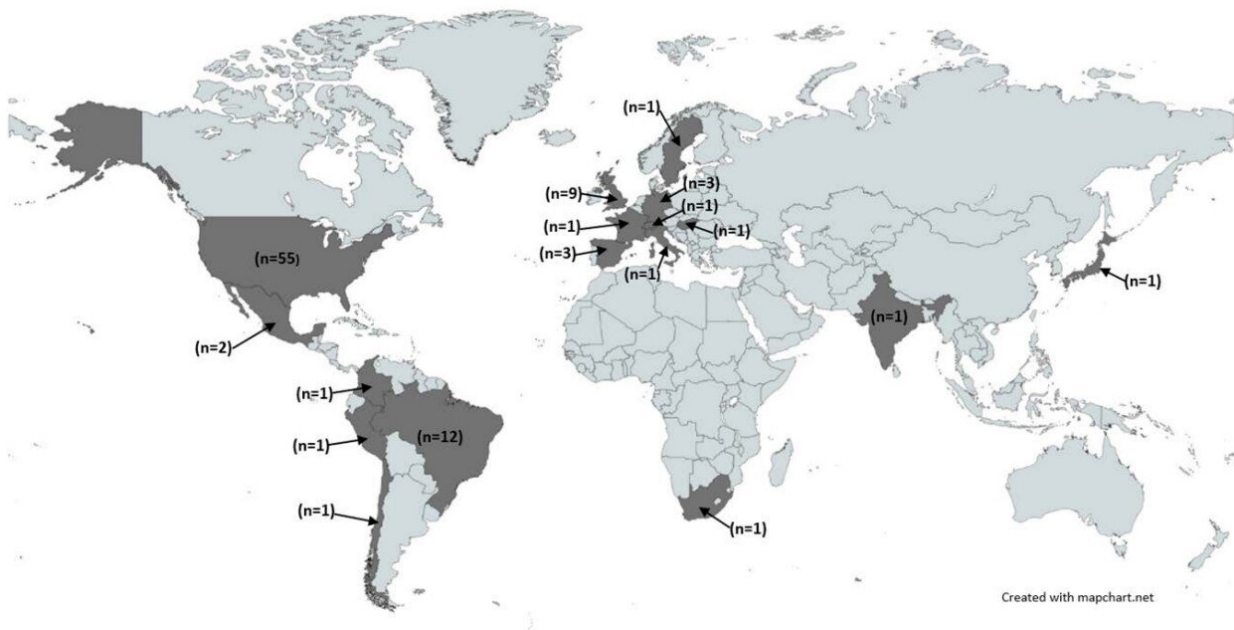 (n=1)
(n=9)
(n=3)
(n=1)
(n=1)
(n=1)
(n=3)
(n=1)
(n=55)
(n=1)
(n=1)
(n=2)
(n=1)
(n=12)
(n=1)
(n=1)
(n=1)
Created with mapchart.net